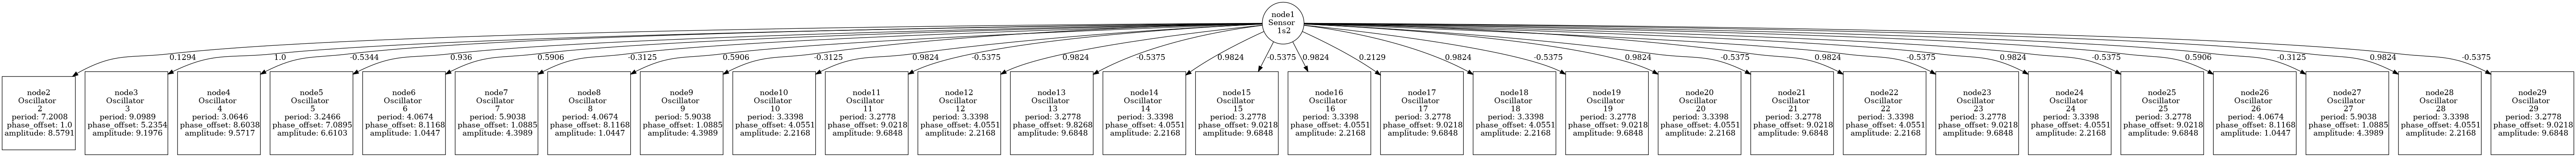 node1
Sensor
1s2
0.1294
1.0
-0.5344
0.936
0.5906
-0.3125
0.5906
-0.3125
0.9824
-0.5375
0.9824
-0.5375
0.9824
-0.5375
0.9824
0.2129
0.9824
-0.5375
0.9824
-0.5375
0.9824
-0.5375
0.9824
-0.5375
0.5906
-0.3125
0.9824
-0.5375
node2
Oscillator
2
period: 7.2008
phase_offset: 1.0
amplitude: 8.5791
node3
Oscillator
3
period: 9.0989
phase_offset: 5.2354
amplitude: 9.1976
node4
Oscillator
4
period: 3.0646
phase_offset: 8.6038
amplitude: 9.5717
node5
Oscillator
5
period: 3.2466
phase_offset: 7.0895
amplitude: 6.6103
node6
Oscillator
6
period: 4.0674
phase_offset: 8.1168
amplitude: 1.0447
node7
Oscillator
7
period: 5.9038
phase_offset: 1.0885
amplitude: 4.3989
node8
Oscillator
8
period: 4.0674
phase_offset: 8.1168
amplitude: 1.0447
node9
Oscillator
9
period: 5.9038
phase_offset: 1.0885
amplitude: 4.3989
node10
Oscillator
10
period: 3.3398
phase_offset: 4.0551
amplitude: 2.2168
node11
Oscillator
11
period: 3.2778
phase_offset: 9.0218
amplitude: 9.6848
node12
Oscillator
12
period: 3.3398
phase_offset: 4.0551
amplitude: 2.2168
node13
Oscillator
13
period: 3.2778
phase_offset: 9.8268
amplitude: 9.6848
node14
Oscillator
14
period: 3.3398
phase_offset: 4.0551
amplitude: 2.2168
node15
Oscillator
15
period: 3.2778
phase_offset: 9.0218
amplitude: 9.6848
node16
Oscillator
16
period: 3.3398
phase_offset: 4.0551
amplitude: 2.2168
node17
Oscillator
17
period: 3.2778
phase_offset: 9.0218
amplitude: 9.6848
node18
Oscillator
18
period: 3.3398
phase_offset: 4.0551
amplitude: 2.2168
node19
Oscillator
19
period: 3.2778
phase_offset: 9.0218
amplitude: 9.6848
node20
Oscillator
20
period: 3.3398
phase_offset: 4.0551
amplitude: 2.2168
node21
Oscillator
21
period: 3.2778
phase_offset: 9.0218
amplitude: 9.6848
node22
Oscillator
22
period: 3.3398
phase_offset: 4.0551
amplitude: 2.2168
node23
Oscillator
23
period: 3.2778
phase_offset: 9.0218
amplitude: 9.6848
node24
Oscillator
24
period: 3.3398
phase_offset: 4.0551
amplitude: 2.2168
node25
Oscillator
25
period: 3.2778
phase_offset: 9.0218
amplitude: 9.6848
node26
Oscillator
26
period: 4.0674
phase_offset: 8.1168
amplitude: 1.0447
node27
Oscillator
27
period: 5.9038
phase_offset: 1.0885
amplitude: 4.3989
node28
Oscillator
28
period: 3.3398
phase_offset: 4.0551
amplitude: 2.2168
node29
Oscillator
29
period: 3.2778
phase_offset: 9.0218
amplitude: 9.6848